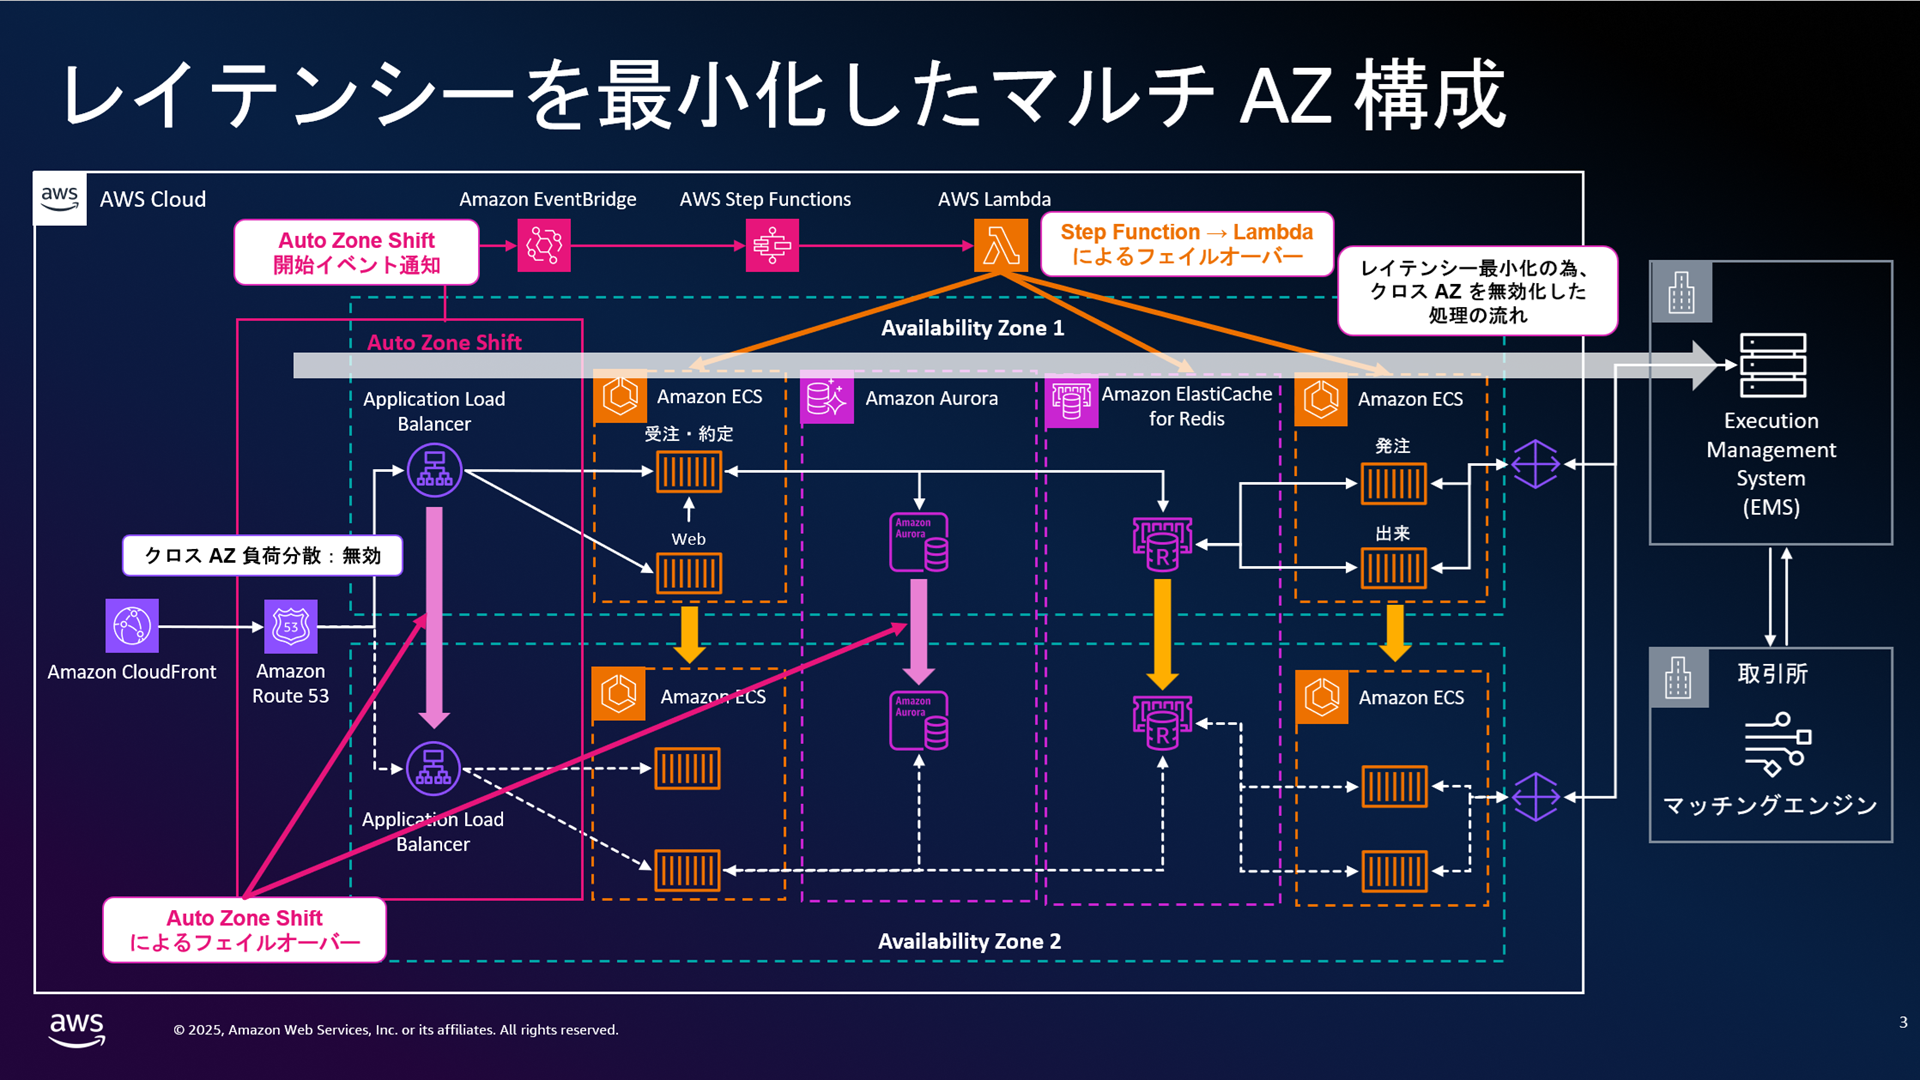 レイテンシーを最小化したマルチ AZ 構成
aws
AWS Cloud
Amazon EventBridge
AWS Step Functions
AWS Lambda
Auto Zone Shift
開始イベント通知
Step Function → Lambda
によるフェイルオーバー
レイテンシー最小化の為、
クロス AZ を無効化した
処理の流れ
Availability Zone 1
Auto Zone Shift
Application Load
Balancer
Amazon ECS
受注・約定
Web
Amazon Aurora
Amazon
Aurora
Amazon ElastiCache
for Redis
R
Amazon ECS
発注
出来
Execution
Management
System
(EMS)
クロス AZ 負荷分散：無効
Amazon CloudFront
53
Amazon
Route 53
Application Load
Balancer
Amazon ECS
Amazon
Aurora
R
Amazon ECS
取引所
マッチングエンジン
Auto Zone Shift
によるフェイルオーバー
Availability Zone 2
aws
© 2025, Amazon Web Services, Inc. or its affiliates. All rights reserved.
3